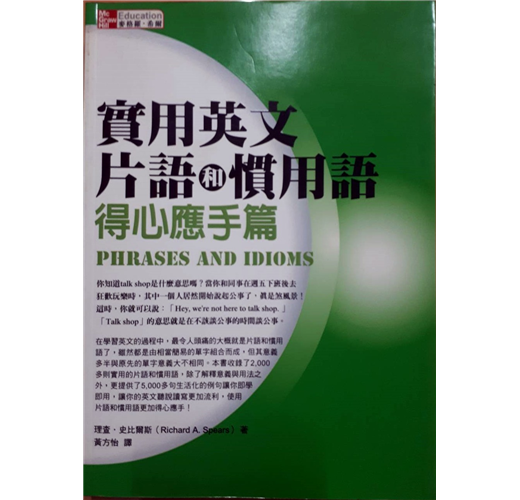 Mc
Graw
Hill
Education
麥格羅·希爾
實用英文
片語和慣用語
得心應手篇
PHRASES AND IDIOMS
你知道talk shop是什麼意思嗎?當你和同事在週五下班後去
狂歡玩樂時,其中一個人居然開始說起公事了,真是煞風景!
這時,你就可以說:「Hey, we're not here to talk shop.」
「Talk shop」的意思就是在不該談公事的時間談公事。
在學習英文的過程中,最令人頭痛的大概就是片語和慣用
語了,雖然都是由相當簡易的單字組合而成,但其意義
多半與原先的單字意義大不相同。本書收錄了2,000
多則實用的片語和慣用語,除了解釋意義與用法之
外,更提供了5,000多句生活化的例句讓你即學
即用,讓你的英文聽說讀寫更加流利,使用
片語和慣用語更加得心應手!
理查·史比爾斯(Richard A. Spears)著
黃方怡 譯